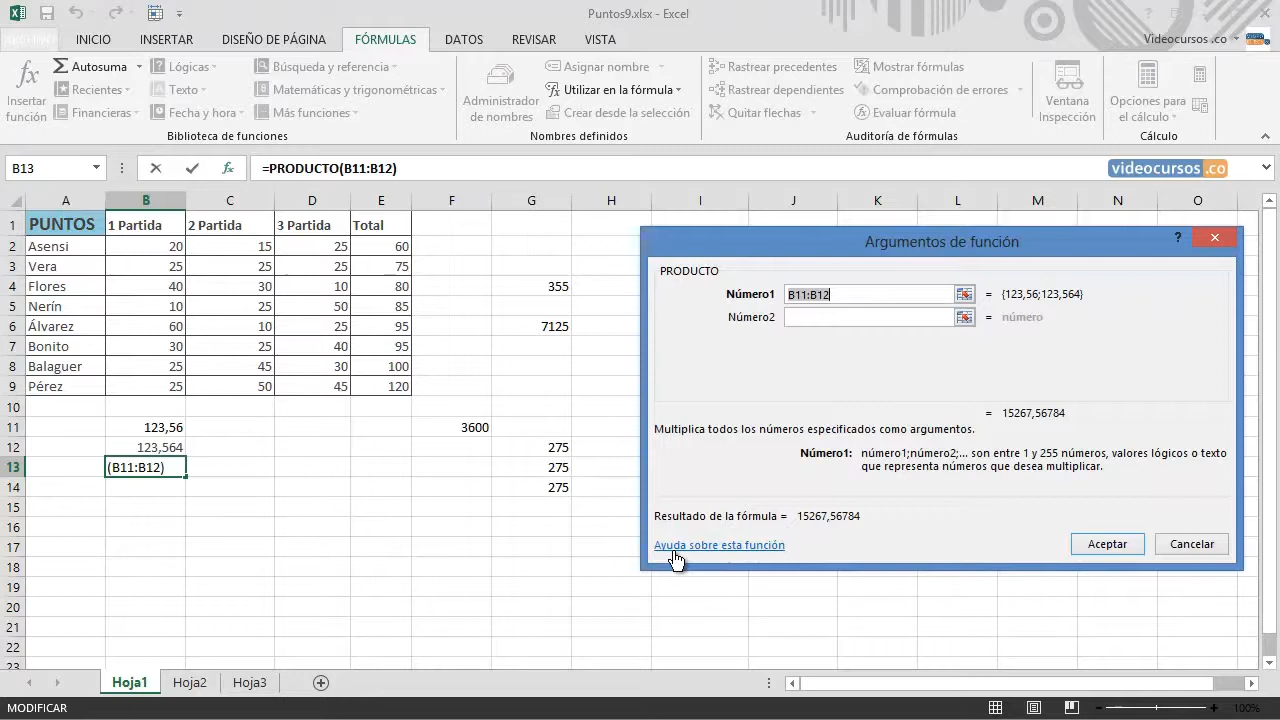 Puntos9.xlsx - Excel
ARCHIVO INICIO INSERTAR DISEÑO DE PÁGINA FÓRMULAS DATOS REVISAR VISTA Videocursos .co
Insertar función
Autosuma
Recientes
Financieras
Lógicas
Texto
Fecha y hora
Búsqueda y referencia
Matemáticas y trigonométricas
Más funciones
Biblioteca de funciones
Administrador de nombres
Asignar nombre
Utilizar en la fórmula
Crear desde la selección
Nombres definidos
Rastrear precedentes
Rastrear dependientes
Quitar flechas
Mostrar fórmulas
Comprobación de errores
Evaluar fórmula
Auditoría de fórmulas
Ventana Inspección
Opciones para el cálculo
Cálculo
B13 fx =PRODUCTO(B11:B12) videocursos .co
A B C D E F G H I J K L M N O
1 PUNTOS 1 Partida 2 Partida 3 Partida Total
2 Asensi 20 15 25 60
3 Vera 25 25 25 75
4 Flores 40 30 10 80 355
5 Nerín 10 25 50 85
6 Álvarez 60 10 25 95 7125
7 Bonito 30 25 40 95
8 Balaguer 25 45 30 100
9 Pérez 25 50 45 120
10
11 123,56 3600
12 123,564 275
13 (B11:B12) 275
14 275
15
16
17
18
19
20
21
22
23
Argumentos de función ?
PRODUCTO
Número1 B11:B12 = {123,56;123,564}
Número2 = número
= 15267,56784
Multiplica todos los números especificados como argumentos.
Número1: número1;número2;... son entre 1 y 255 números, valores lógicos o texto
que representa números que desea multiplicar.
Resultado de la fórmula = 15267,56784
Ayuda sobre esta función Aceptar Cancelar
Hoja1 Hoja2 Hoja3
MODIFICAR 100%